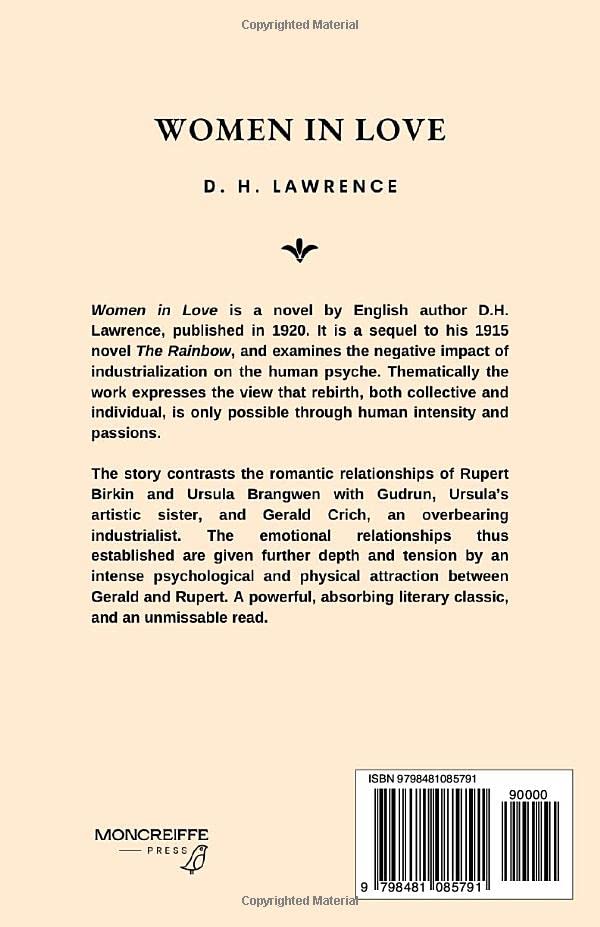 Copyrighted Material
WOMEN IN LOVE
D. H. LAWRENCE
Women in Love is a novel by English author D.H.
Lawrence, published in 1920. It is a sequel to his 1915
novel The Rainbow, and examines the negative impact of
industrialization on the human psyche. Thematically the
work expresses the view that rebirth, both collective and
individual, is only possible through human intensity and
passions.
The story contrasts the romantic relationships of Rupert
Birkin and Ursula Brangwen with Gudrun, Ursula's
artistic sister, and Gerald Crich, an overbearing
industrialist. The emotional relationships thus
established are given further depth and tension by an
intense psychological and physical attraction between
Gerald and Rupert. A powerful, absorbing literary classic,
and an unmissable read.
MONCREIFFE
PRESS
ISBN 9798481085791
90000
9 798481 085791
Copyrighted Material